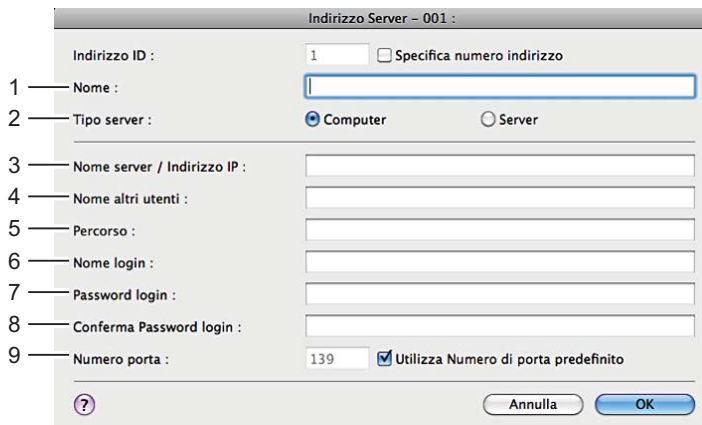 Indirizzo Server – 001 :
Indirizzo ID : 1 Specifica numero indirizzo
1 Nome :
2 Tipo server : Computer Server
3 Nome server / Indirizzo IP :
4 Nome altri utenti :
5 Percorso :
6 Nome login :
7 Password login :
8 Conferma Password login :
9 Numero porta : 139 Utilizza Numero di porta predefinito
? Annulla OK